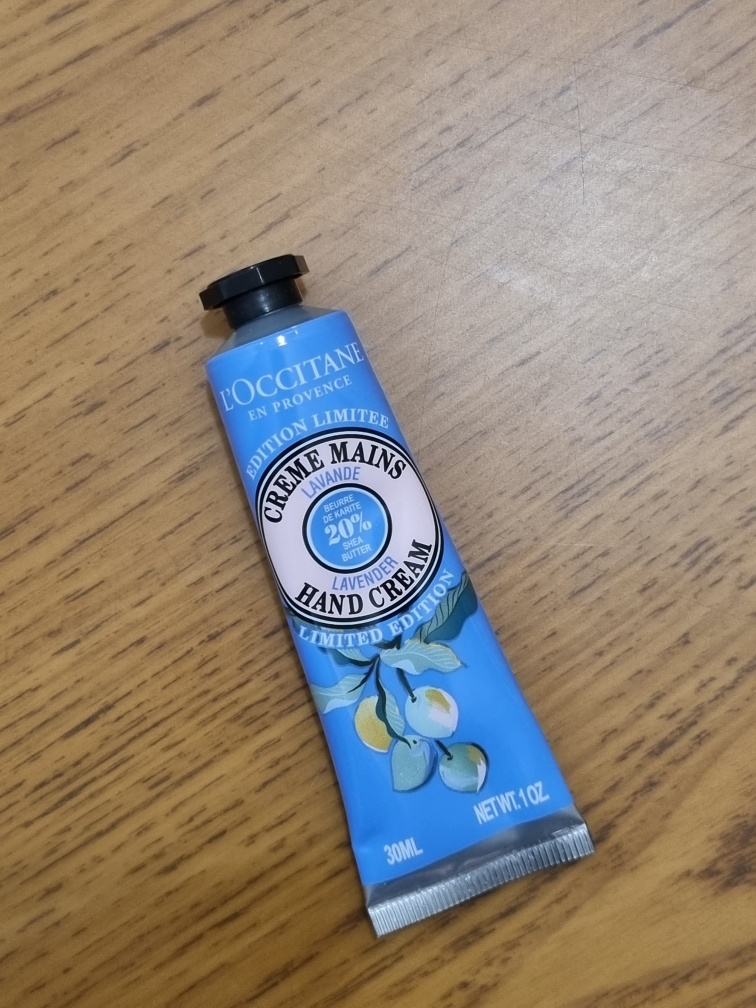 L'OCCITANE
EN PROVENCE
EDITION LIMITEE
CREME MAINS
LAVANDE
BEURRE
DE KARITE
20%
SHEA
BUTTER
LAVENDER
HAND CREAM
LIMITED EDITION
30ML
NET WT. 1 OZ.